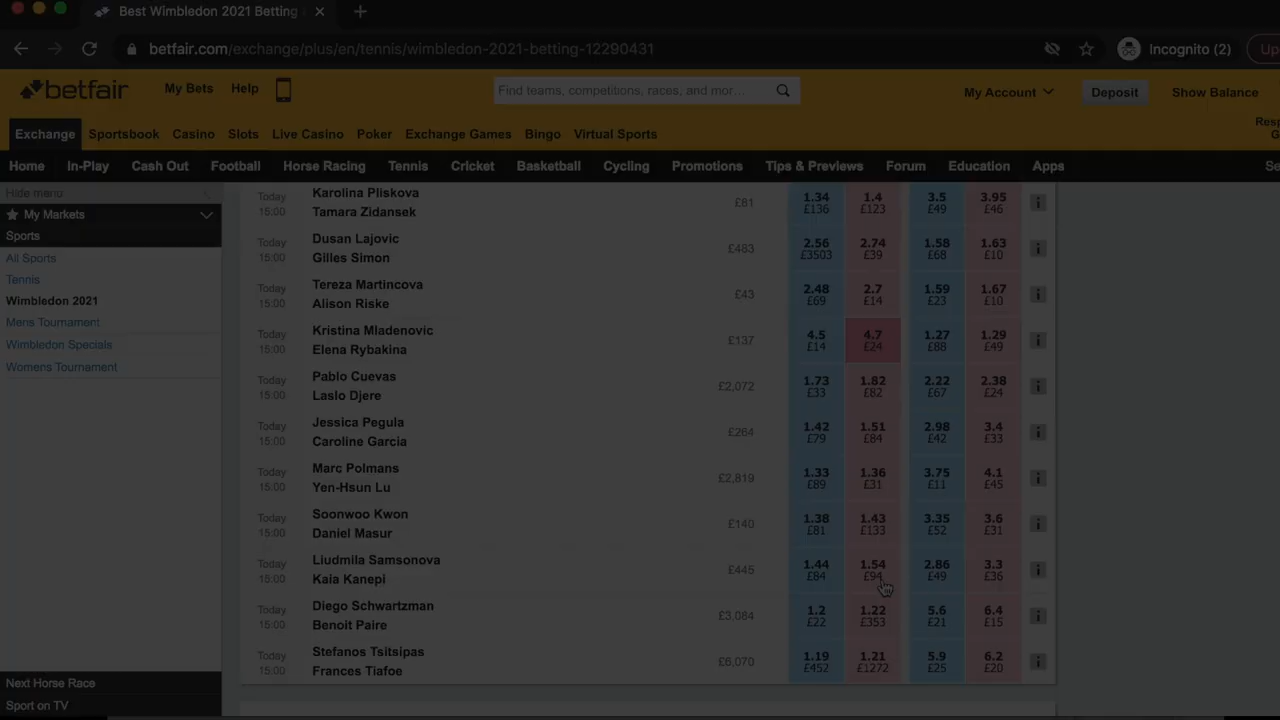 Best Wimbledon 2021 Betting
betfair.com/exchange/plus/en/tennis/wimbledon-2021-betting-12290431
Incognito (2)
Up
betfair
My Bets
Help
Find teams, competitions, races, and mor...
My Account
Deposit
Show Balance
Resp
G
Exchange Sportsbook Casino Slots Live Casino Poker Exchange Games Bingo Virtual Sports
Home In-Play Cash Out Football Horse Racing Tennis Cricket Basketball Cycling Promotions Tips & Previews Forum Education Apps Se
Hide menu
My Markets
Sports
All Sports
Tennis
Wimbledon 2021
Mens Tournament
Wimbledon Specials
Womens Tournament
Next Horse Race
Sport on TV
Today Karolina Pliskova 1.34 1.4 3.5 3.95
15:00 Tamara Zidansek £81 £136 £123 £49 £46
Today Dusan Lajovic 2.56 2.74 1.58 1.63
15:00 Gilles Simon £483 £3503 £39 £68 £10
Today Tereza Martincova 2.48 2.7 1.59 1.67
15:00 Alison Riske £43 £69 £14 £23 £10
Today Kristina Mladenovic 4.5 4.7 1.27 1.29
15:00 Elena Rybakina £137 £14 £24 £88 £49
Today Pablo Cuevas 1.73 1.82 2.22 2.38
15:00 Laslo Djere £2,072 £33 £82 £67 £24
Today Jessica Pegula 1.42 1.51 2.98 3.4
15:00 Caroline Garcia £264 £79 £84 £42 £33
Today Marc Polmans 1.33 1.36 3.75 4.1
15:00 Yen-Hsun Lu £2,819 £89 £31 £11 £45
Today Soonwoo Kwon 1.38 1.43 3.35 3.6
15:00 Daniel Masur £140 £81 £133 £52 £31
Today Liudmila Samsonova 1.44 1.54 2.86 3.3
15:00 Kaia Kanepi £445 £84 £94 £49 £36
Today Diego Schwartzman 1.2 1.22 5.6 6.4
15:00 Benoit Paire £3,084 £22 £353 £21 £15
Today Stefanos Tsitsipas 1.19 1.21 5.9 6.2
15:00 Frances Tiafoe £6,070 £452 £1272 £25 £20